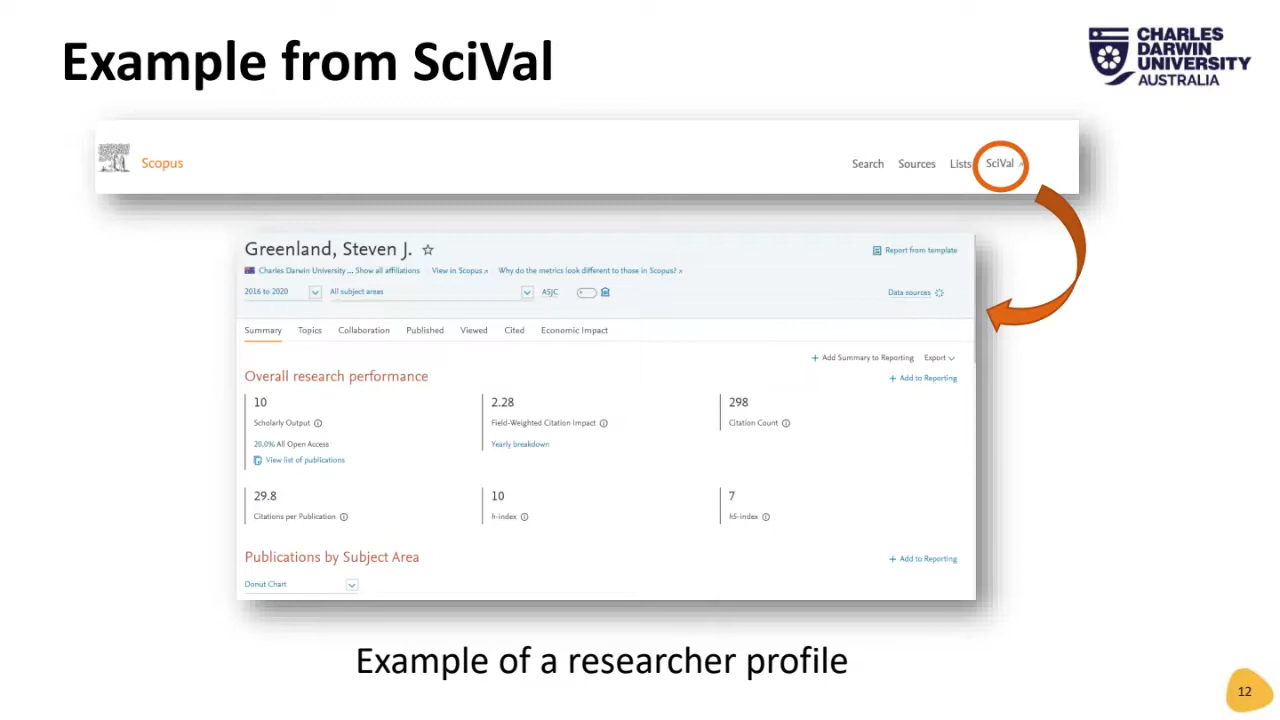 Example from SciVal
CHARLES
DARWIN
UNIVERSITY
AUSTRALIA
Scopus
Search Sources Lists SciVal
Greenland, Steven J.
Report from template
Charles Darwin University ... Show all affiliations View in Scopus Why do the metrics look different to those in Scopus?
2016 to 2020 All subject areas ASJC
Data sources
Summary Topics Collaboration Published Viewed Cited Economic Impact
+ Add Summary to Reporting Export
Overall research performance
+ Add to Reporting
10 2.28 298
Scholarly Output Field-Weighted Citation Impact Citation Count
20.0% All Open Access Yearly breakdown
View list of publications
29.8 10 7
Citations per Publication h-index h5-index
Publications by Subject Area
+ Add to Reporting
Donut Chart
Example of a researcher profile
12